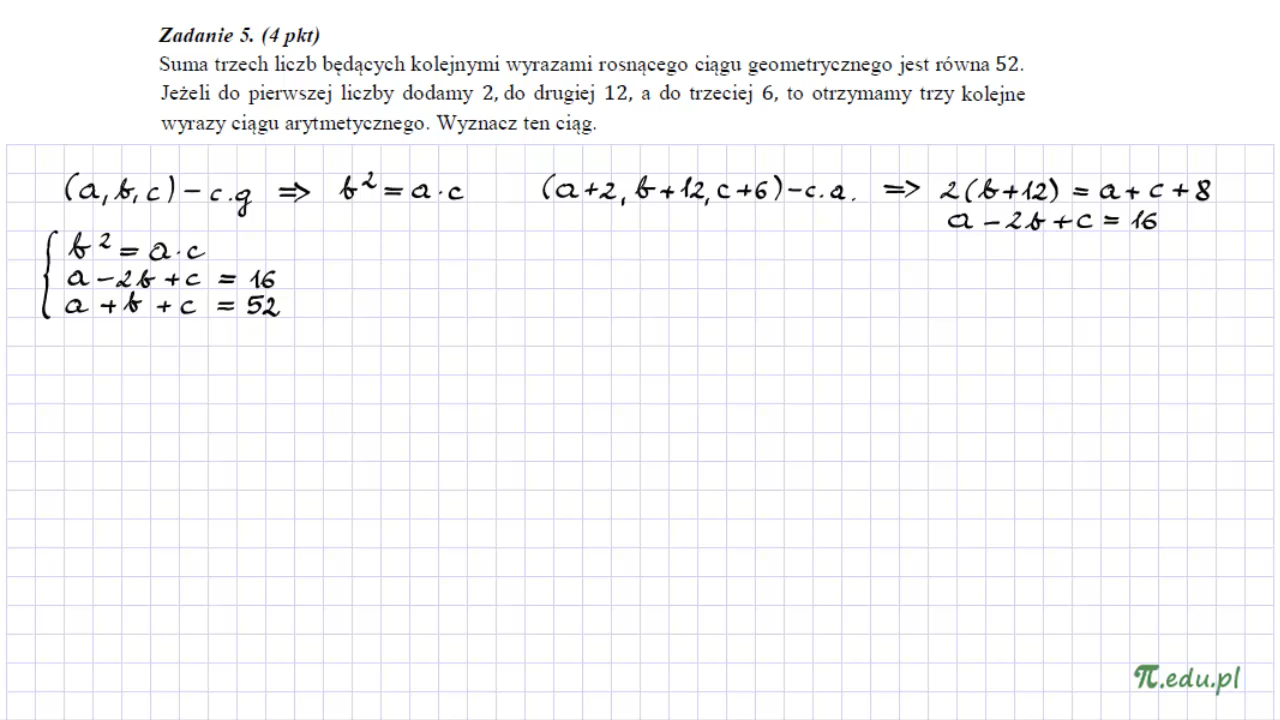 Zadanie 5. (4 pkt)
Suma trzech liczb będących kolejnymi wyrazami rosnącego ciągu geometrycznego jest równa 52.
Jeżeli do pierwszej liczby dodamy 2, do drugiej 12, a do trzeciej 6, to otrzymamy trzy kolejne
wyrazy ciągu arytmetycznego. Wyznacz ten ciąg.
(a, b, c) - c.g => b² = a·c (a+2, b+12, c+6) - c.a. => 2(b+12) = a+c+8
a - 2b + c = 16
b² = a·c
a - 2b + c = 16
a + b + c = 52
π.edu.pl